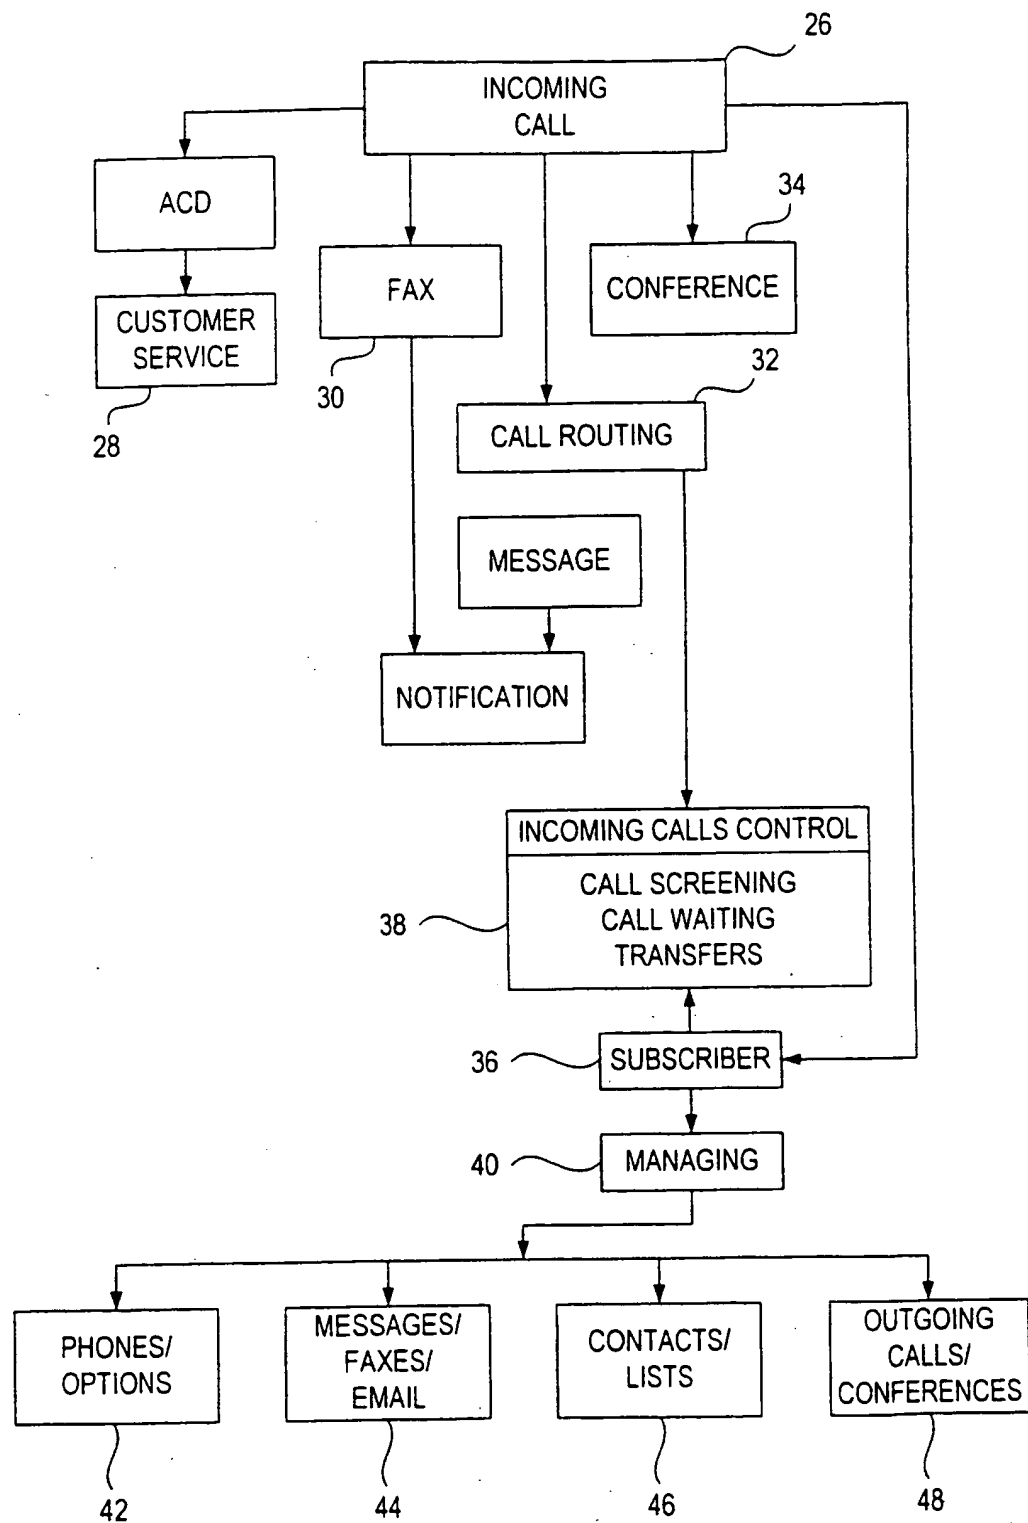 26
INCOMING
CALL
ACD
34
FAX
CONFERENCE
CUSTOMER
SERVICE
30
32
28
CALL ROUTING
MESSAGE
NOTIFICATION
INCOMING CALLS CONTROL
38
CALL SCREENING
CALL WAITING
TRANSFERS
36
SUBSCRIBER
40
MANAGING
PHONES/
OPTIONS
MESSAGES/
FAXES/
EMAIL
CONTACTS/
LISTS
OUTGOING
CALLS/
CONFERENCES
42
44
46
48